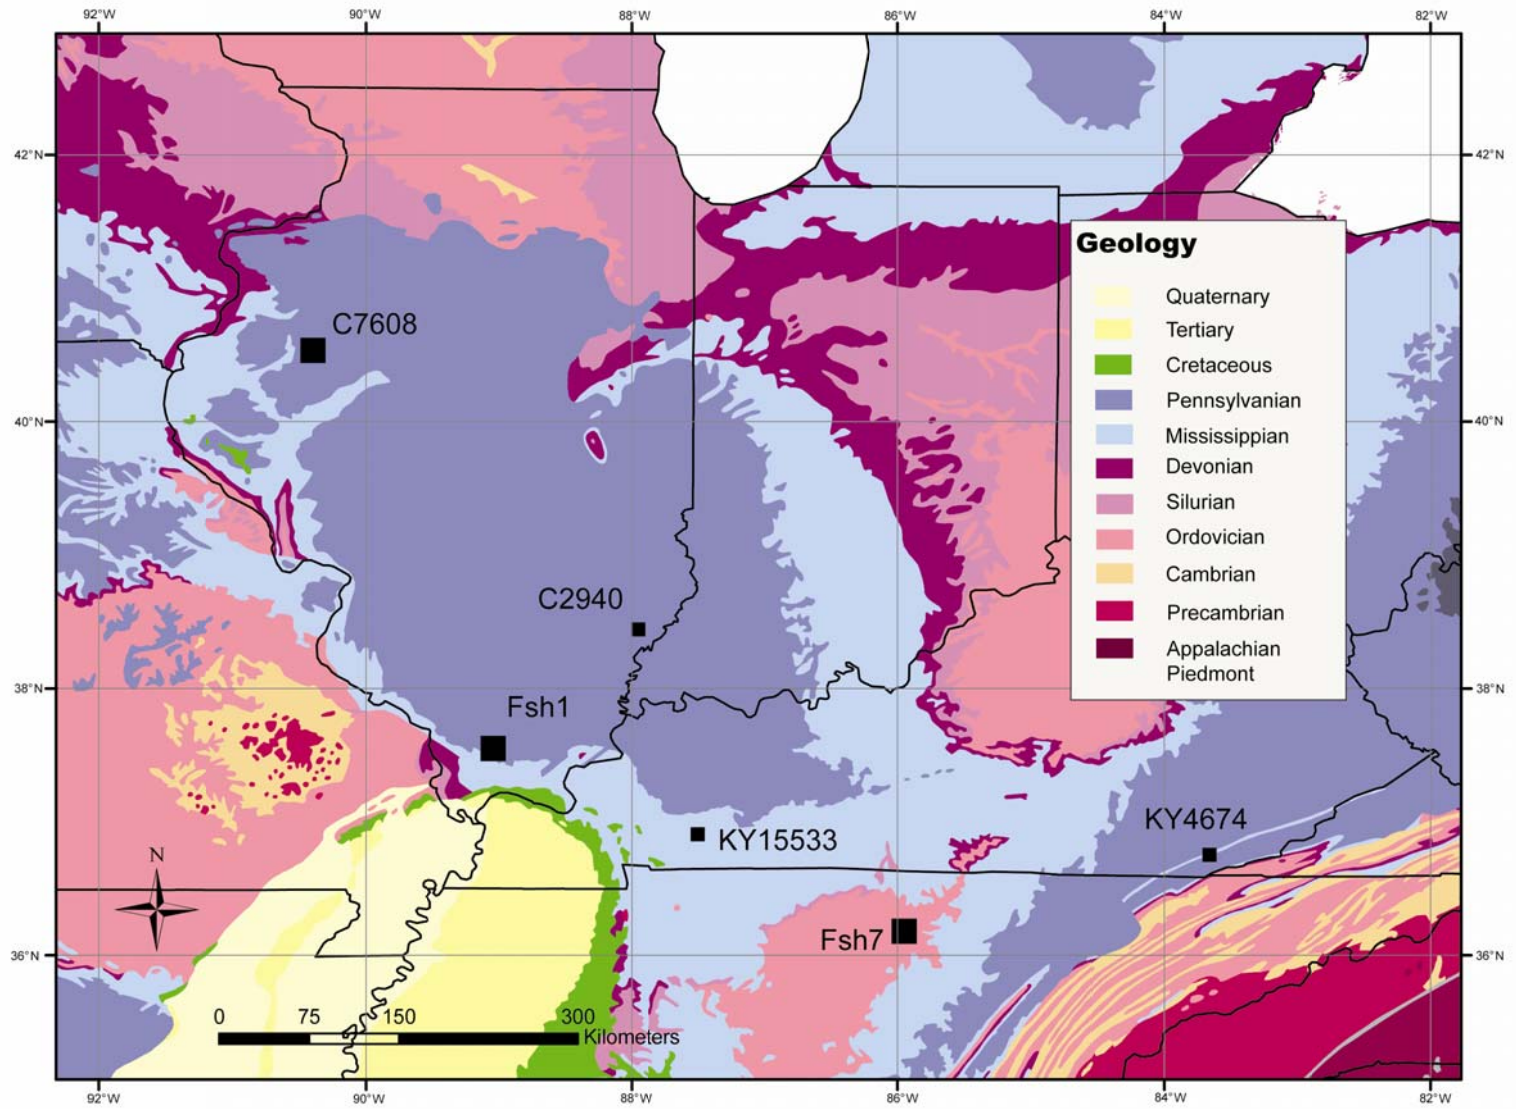 92°W 90°W 88°W 86°W 84°W 82°W
42°N 42°N
Geology
Quaternary
C7608
Tertiary
Cretaceous
Pennsylvanian
40°N 40°N
Mississippian
Devonian
Silurian
Ordovician
Cambrian
C2940
Precambrian
Appalachian
Piedmont
38°N 38°N
Fsh1
KY4674
KY15533
N
Fsh7
36°N 36°N
0 75 150 300
Kilometers
92°W 90°W 88°W 86°W 84°W 82°W